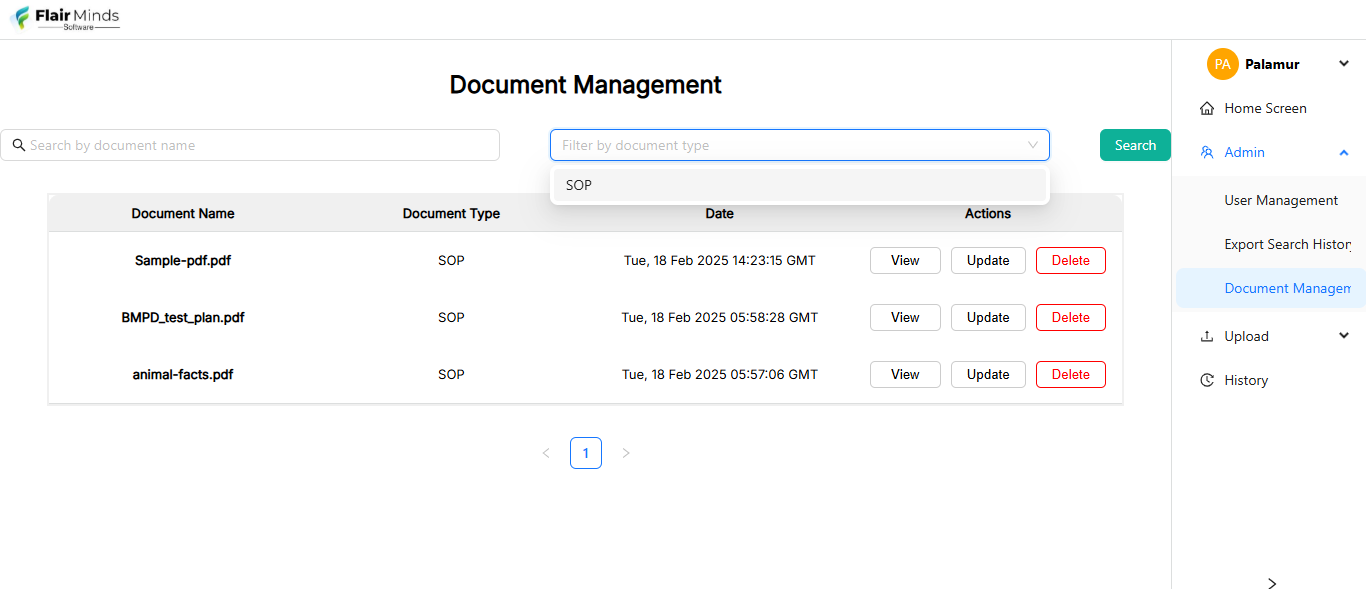 Flair Minds
Software
PA Palamur
Document Management
Home Screen
Search by document name
Filter by document type
Search
Admin
SOP
User Management
Document Name Document Type Date Actions
Export Search Histor
Sample-pdf.pdf SOP Tue, 18 Feb 2025 14:23:15 GMT View Update Delete
Document Managem
BMPD_test_plan.pdf SOP Tue, 18 Feb 2025 05:58:28 GMT View Update Delete
Upload
animal-facts.pdf SOP Tue, 18 Feb 2025 05:57:06 GMT View Update Delete
History
< 1 >
>